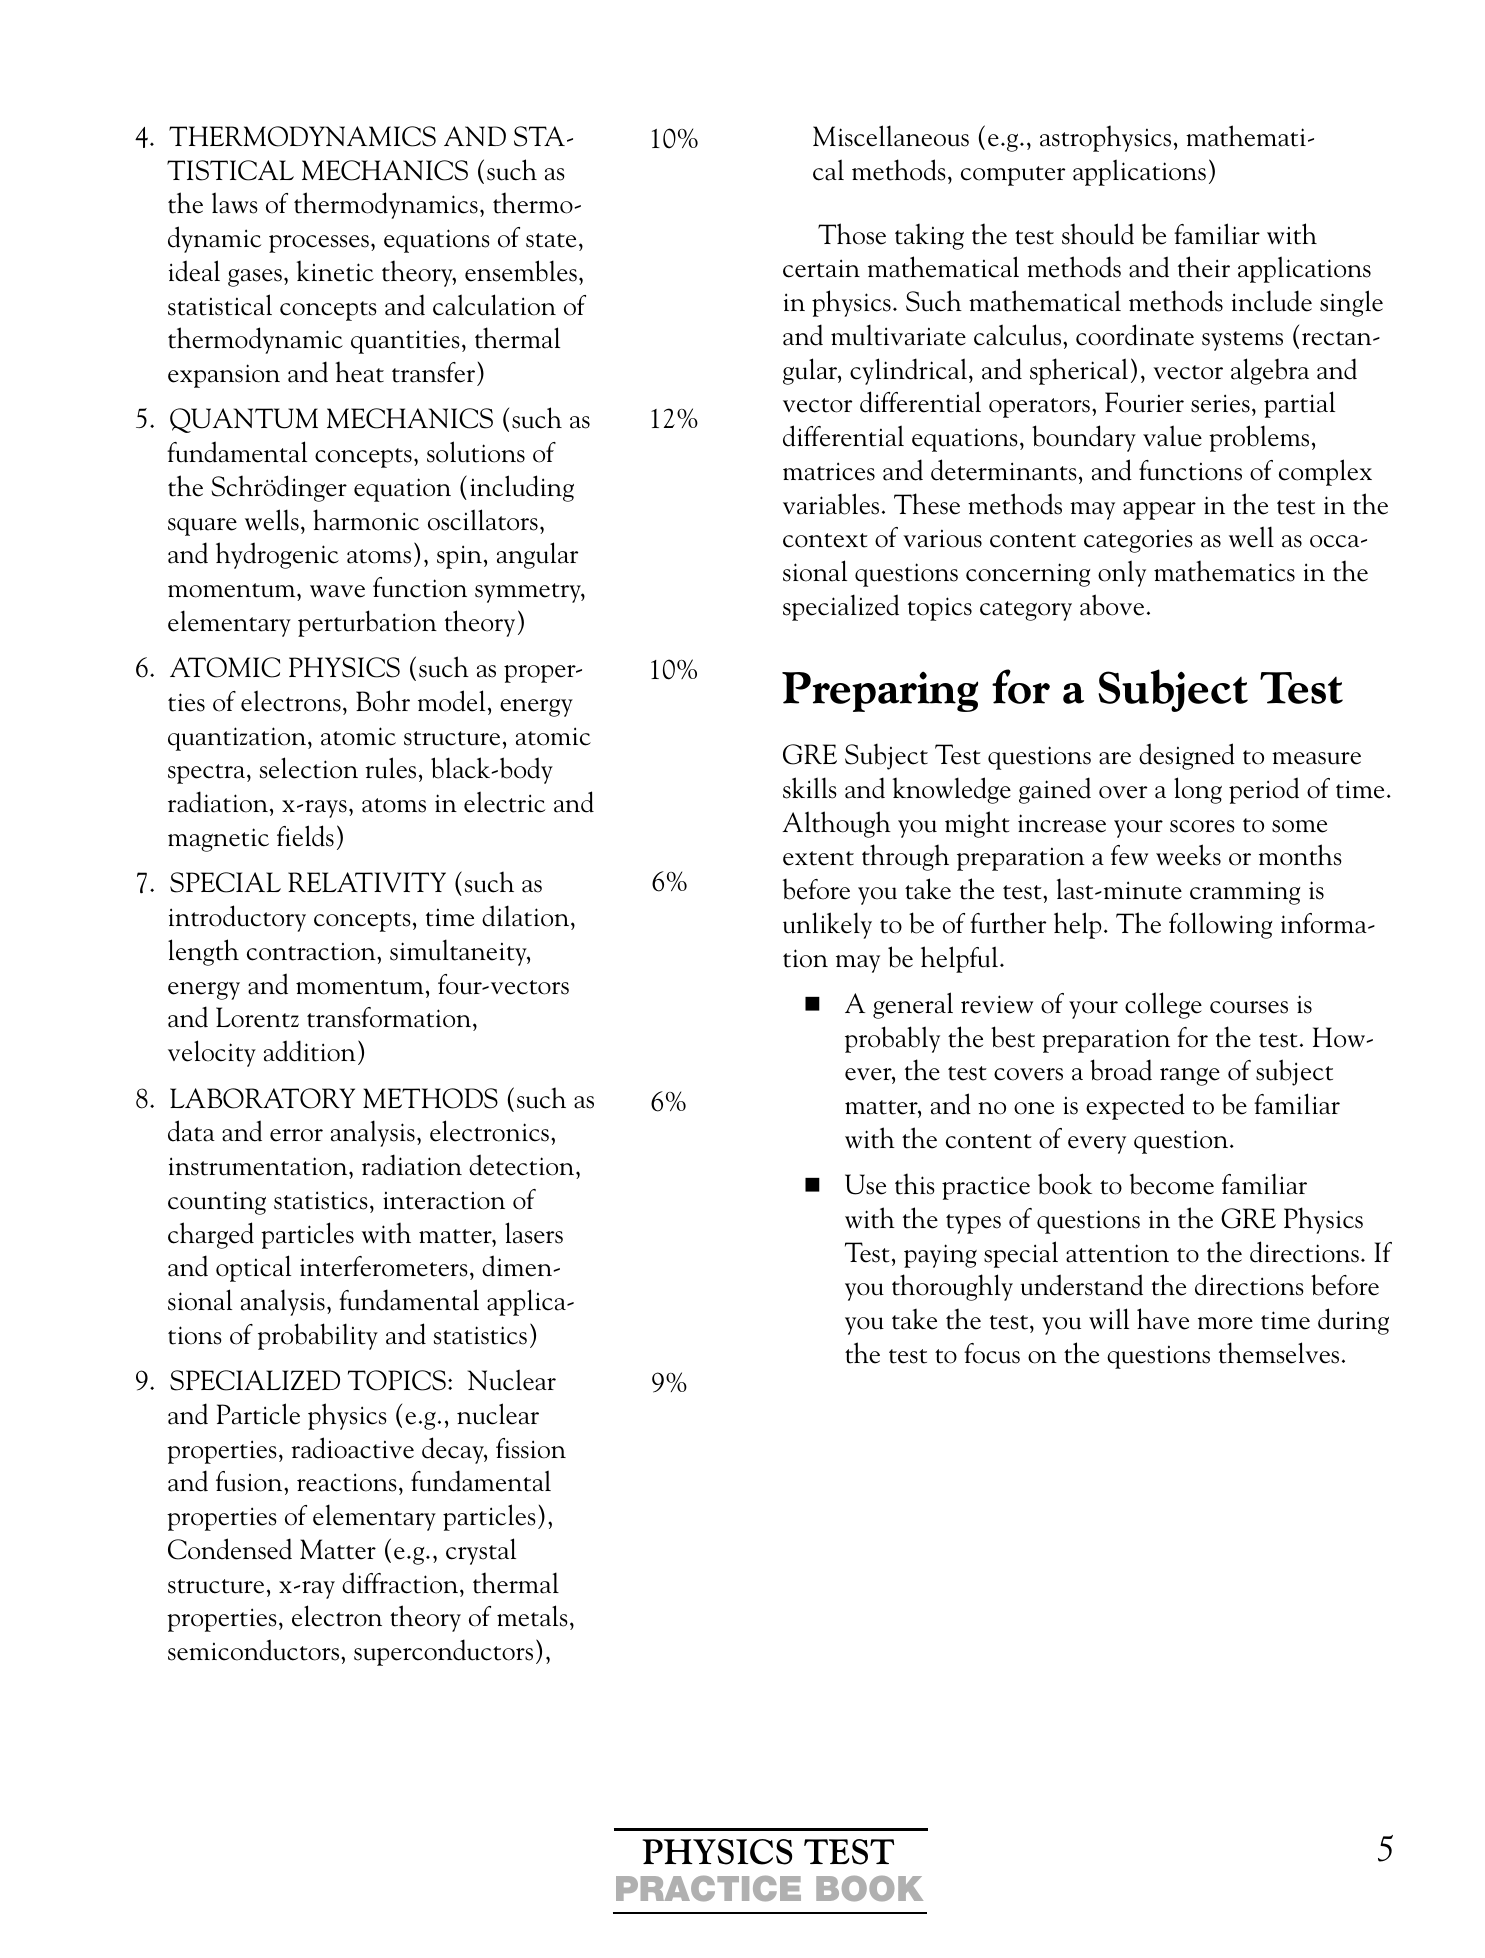 4. THERMODYNAMICS AND STA- 10%
TISTICAL MECHANICS (such as
the laws of thermodynamics, thermo-
dynamic processes, equations of state,
ideal gases, kinetic theory, ensembles,
statistical concepts and calculation of
thermodynamic quantities, thermal
expansion and heat transfer)
5. QUANTUM MECHANICS (such as 12%
fundamental concepts, solutions of
the Schrödinger equation (including
square wells, harmonic oscillators,
and hydrogenic atoms), spin, angular
momentum, wave function symmetry,
elementary perturbation theory)
6. ATOMIC PHYSICS (such as proper- 10%
ties of electrons, Bohr model, energy
quantization, atomic structure, atomic
spectra, selection rules, black-body
radiation, x-rays, atoms in electric and
magnetic fields)
7. SPECIAL RELATIVITY (such as 6%
introductory concepts, time dilation,
length contraction, simultaneity,
energy and momentum, four-vectors
and Lorentz transformation,
velocity addition)
8. LABORATORY METHODS (such as 6%
data and error analysis, electronics,
instrumentation, radiation detection,
counting statistics, interaction of
charged particles with matter, lasers
and optical interferometers, dimen-
sional analysis, fundamental applica-
tions of probability and statistics)
9. SPECIALIZED TOPICS: Nuclear 9%
and Particle physics (e.g., nuclear
properties, radioactive decay, fission
and fusion, reactions, fundamental
properties of elementary particles),
Condensed Matter (e.g., crystal
structure, x-ray diffraction, thermal
properties, electron theory of metals,
semiconductors, superconductors),
Miscellaneous (e.g., astrophysics, mathemati-
cal methods, computer applications)
Those taking the test should be familiar with
certain mathematical methods and their applications
in physics. Such mathematical methods include single
and multivariate calculus, coordinate systems (rectan-
gular, cylindrical, and spherical), vector algebra and
vector differential operators, Fourier series, partial
differential equations, boundary value problems,
matrices and determinants, and functions of complex
variables. These methods may appear in the test in the
context of various content categories as well as occa-
sional questions concerning only mathematics in the
specialized topics category above.
Preparing for a Subject Test
GRE Subject Test questions are designed to measure
skills and knowledge gained over a long period of time.
Although you might increase your scores to some
extent through preparation a few weeks or months
before you take the test, last-minute cramming is
unlikely to be of further help. The following informa-
tion may be helpful.
■ A general review of your college courses is
probably the best preparation for the test. How-
ever, the test covers a broad range of subject
matter, and no one is expected to be familiar
with the content of every question.
■ Use this practice book to become familiar
with the types of questions in the GRE Physics
Test, paying special attention to the directions. If
you thoroughly understand the directions before
you take the test, you will have more time during
the test to focus on the questions themselves.
PHYSICS TEST
PRACTICE BOOK
5